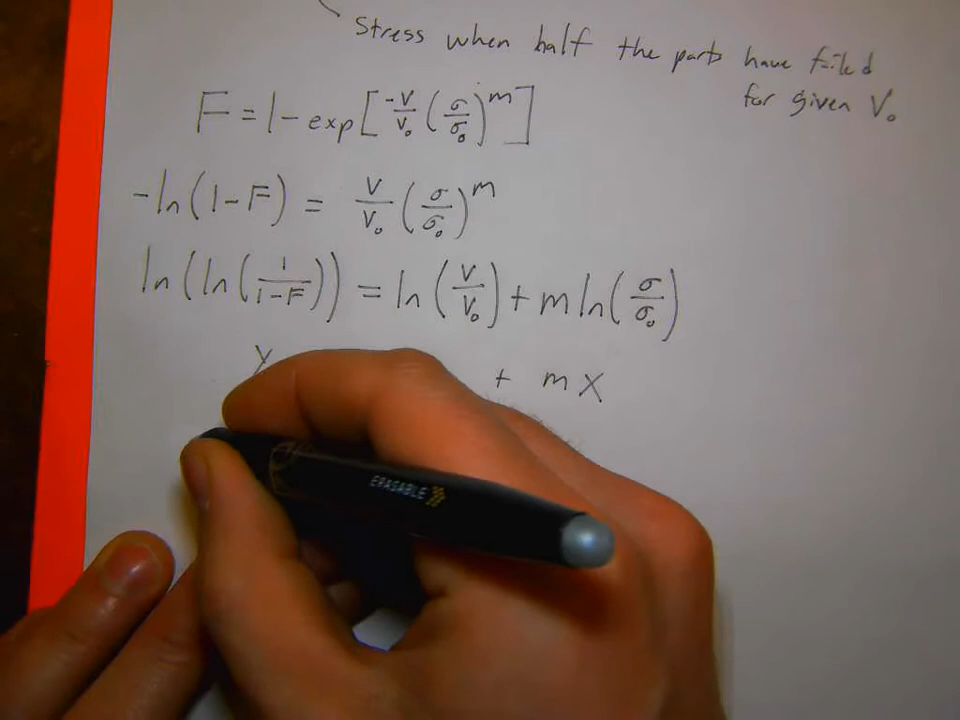 Stress when half the parts have failed
for given V₀
F = 1 - exp[-V/V₀ (σ/σ₀)^m]
-ln(1-F) = V/V₀ (σ/σ₀)^m
ln(ln(1/(1-F))) = ln(V/V₀) + m ln(σ/σ₀)
Y + m X
ERASABLE